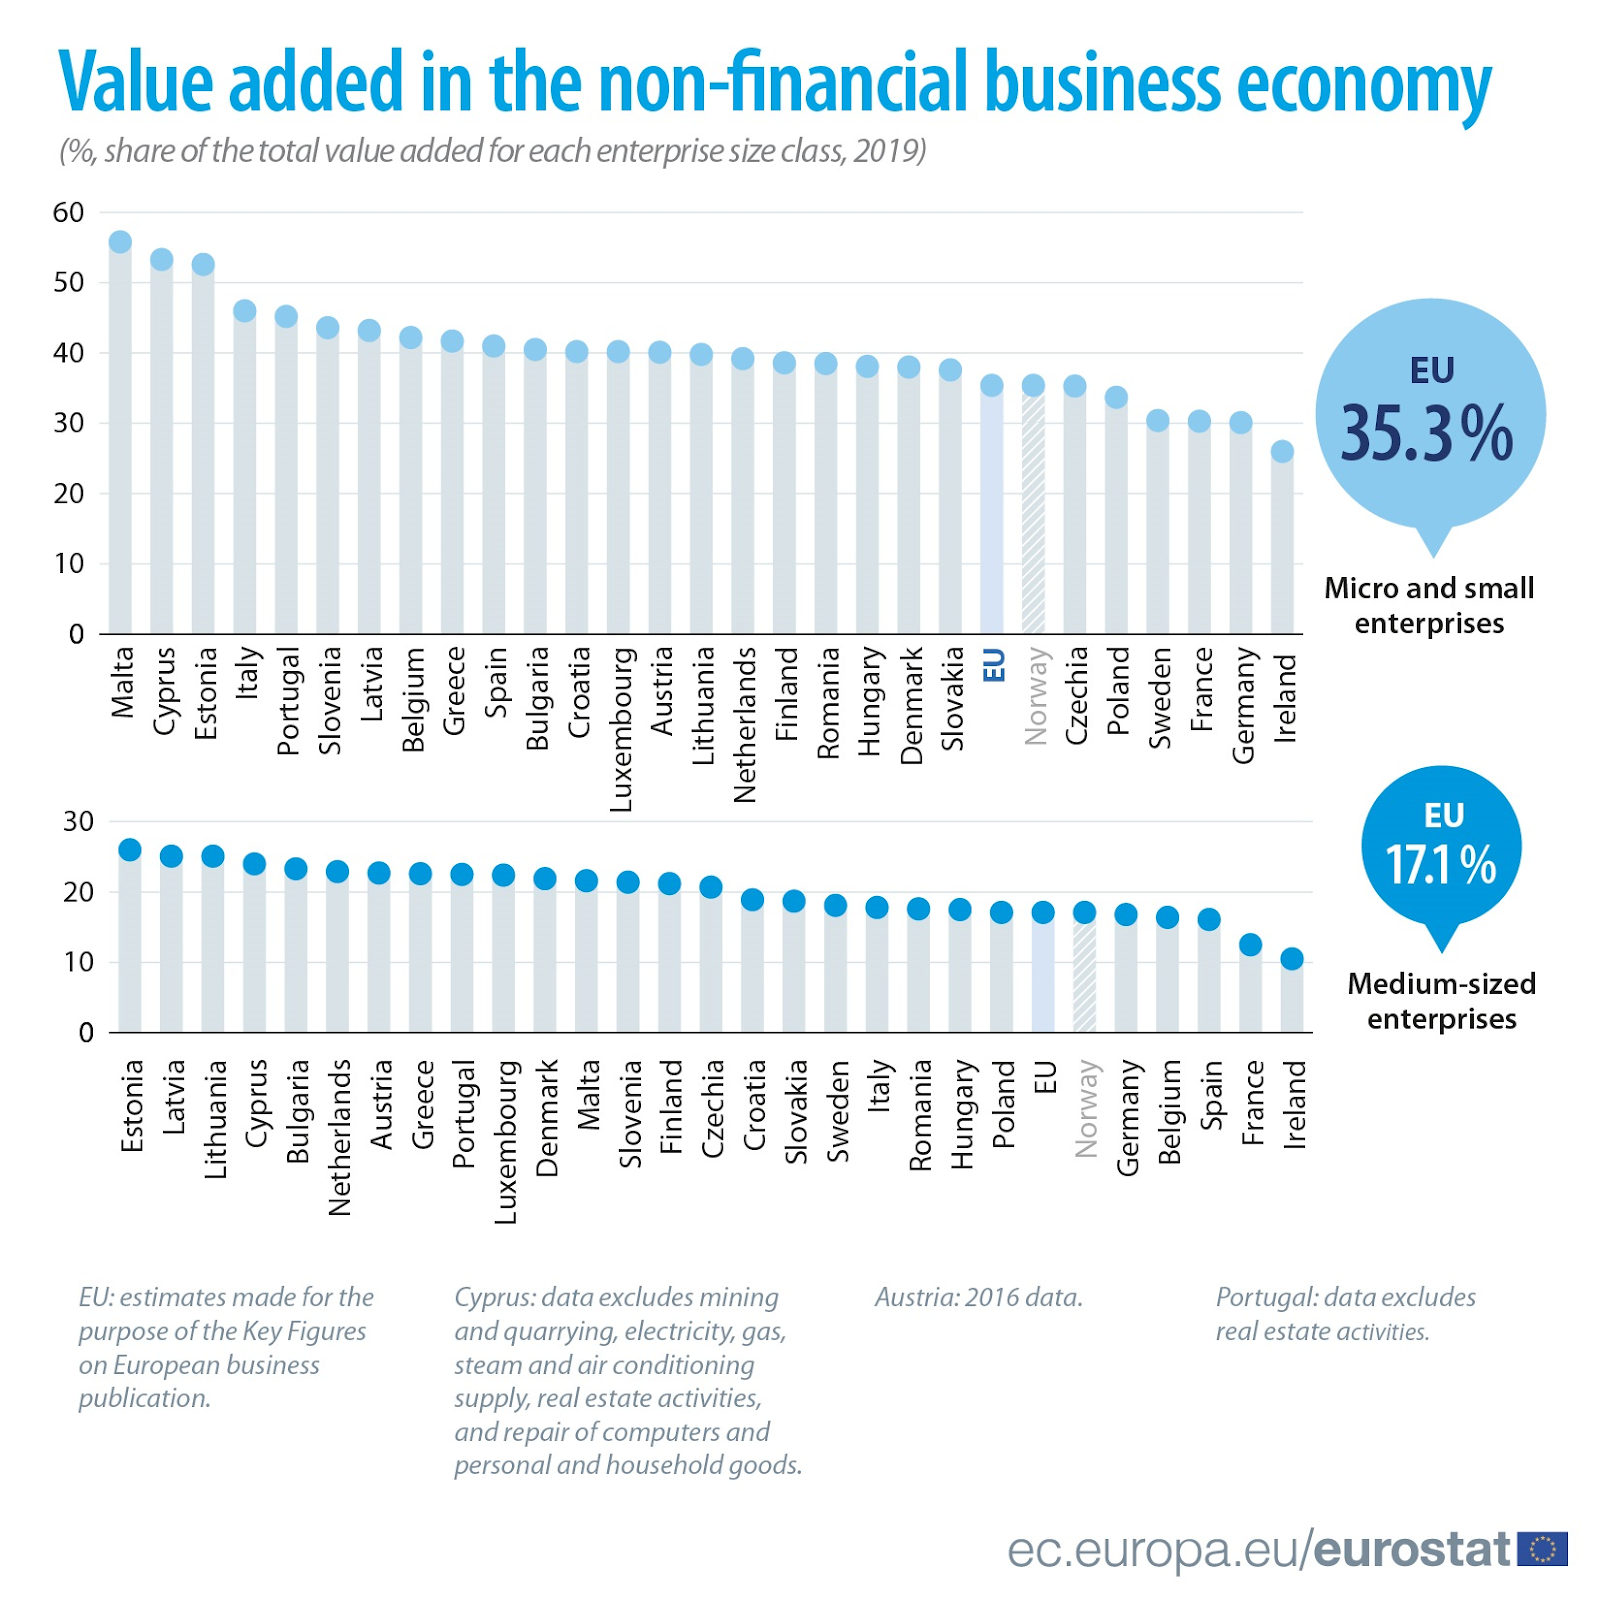 Value added in the non-financial business economy
(%, share of the total value added for each enterprise size class, 2019)
60
50
40
30
20
10
0
Malta
Cyprus
Estonia
Italy
Portugal
Slovenia
Latvia
Belgium
Greece
Spain
Bulgaria
Croatia
Luxembourg
Austria
Lithuania
Netherlands
Finland
Romania
Hungary
Denmark
Slovakia
EU
Norway
Czechia
Poland
Sweden
France
Germany
Ireland
EU
35.3 %
Micro and small
enterprises
30
20
10
0
Estonia
Latvia
Lithuania
Cyprus
Bulgaria
Netherlands
Austria
Greece
Portugal
Luxembourg
Denmark
Malta
Slovenia
Finland
Czechia
Croatia
Slovakia
Sweden
Italy
Romania
Hungary
Poland
EU
Norway
Germany
Belgium
Spain
France
Ireland
EU
17.1 %
Medium-sized
enterprises
EU: estimates made for the
purpose of the Key Figures
on European business
publication.
Cyprus: data excludes mining
and quarrying, electricity, gas,
steam and air conditioning
supply, real estate activities,
and repair of computers and
personal and household goods.
Austria: 2016 data.
Portugal: data excludes
real estate activities.
ec.europa.eu/eurostat